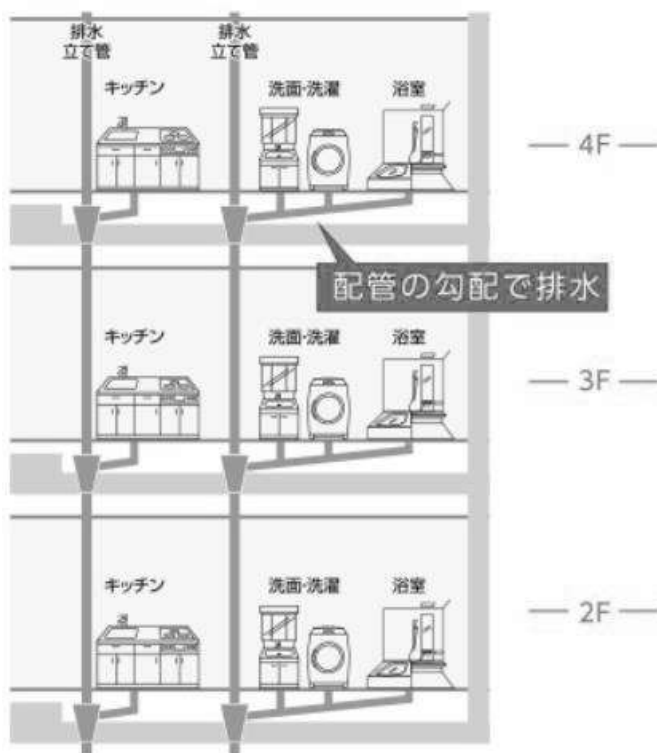 排水
立て管
排水
立て管
キッチン
洗面・洗濯
浴室
4F
配管の勾配で排水
キッチン
洗面・洗濯
浴室
3F
キッチン
洗面・洗濯
浴室
2F